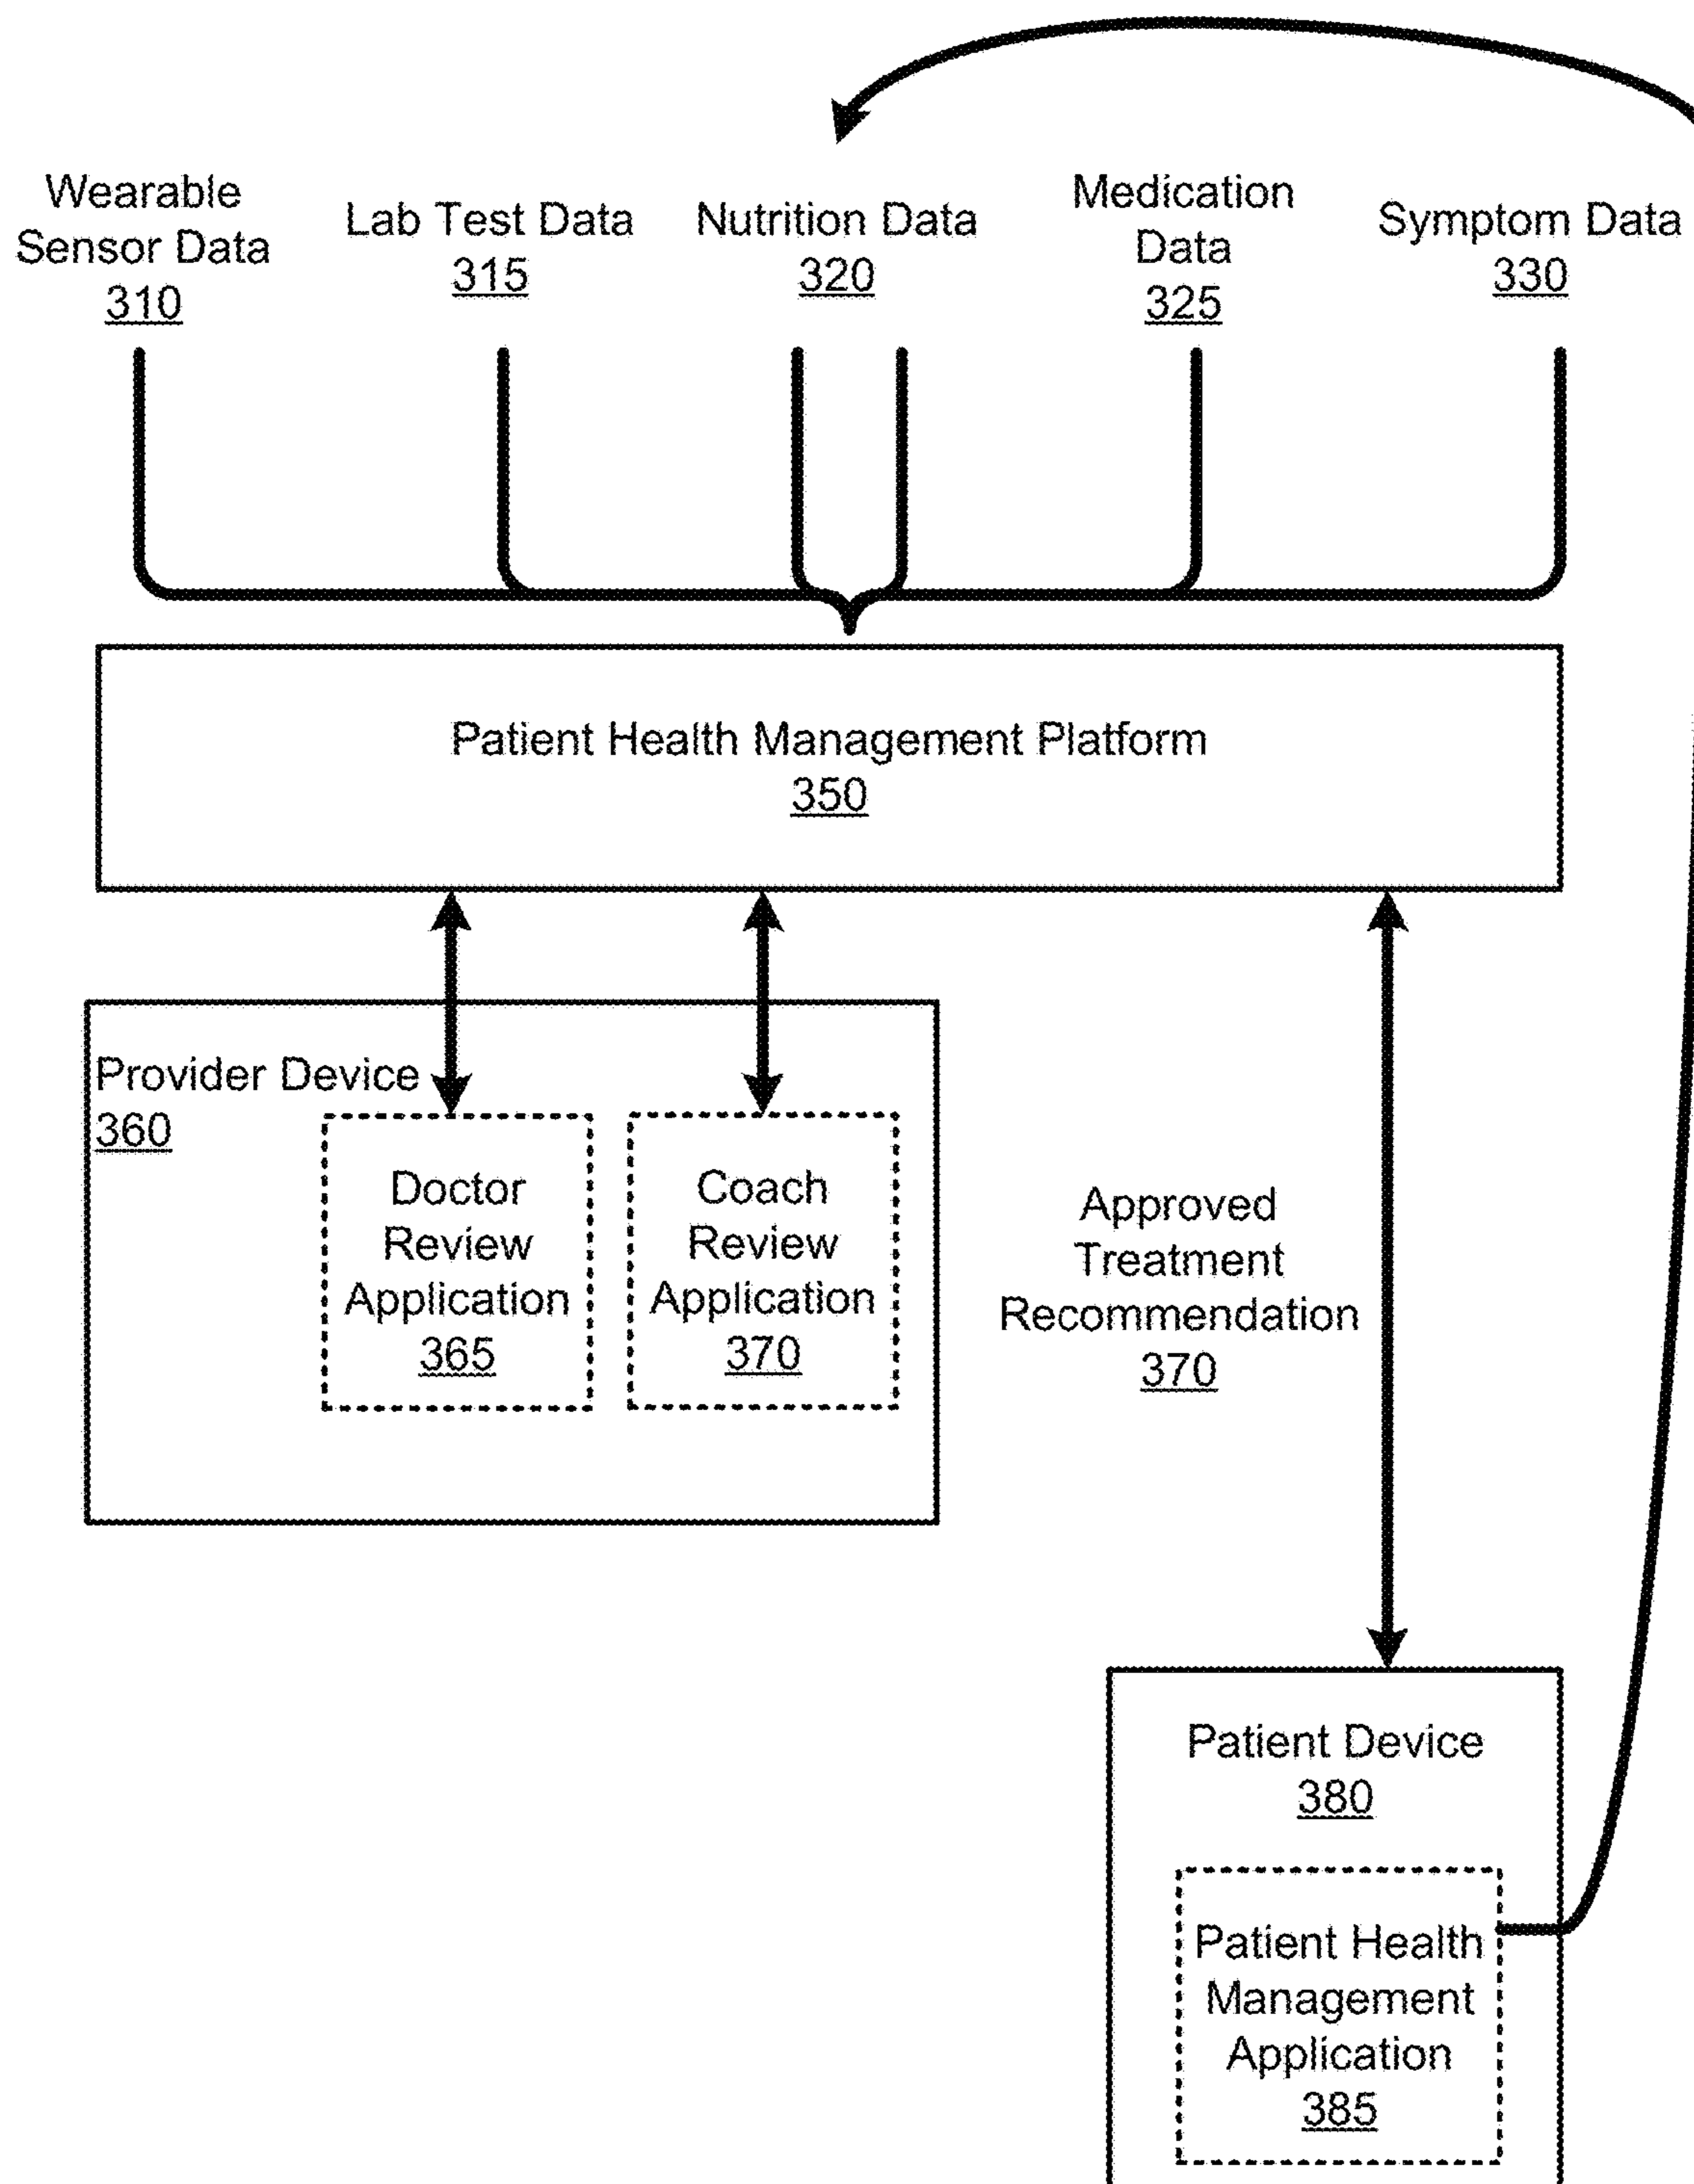 Wearable
Sensor Data
310
Lab Test Data
315
Nutrition Data
320
Medication
Data
325
Symptom Data
330
Patient Health Management Platform
350
Provider Device
360
Doctor
Review
Application
365
Coach
Review
Application
370
Approved
Treatment
Recommendation
370
Patient Device
380
Patient Health
Management
Application
385